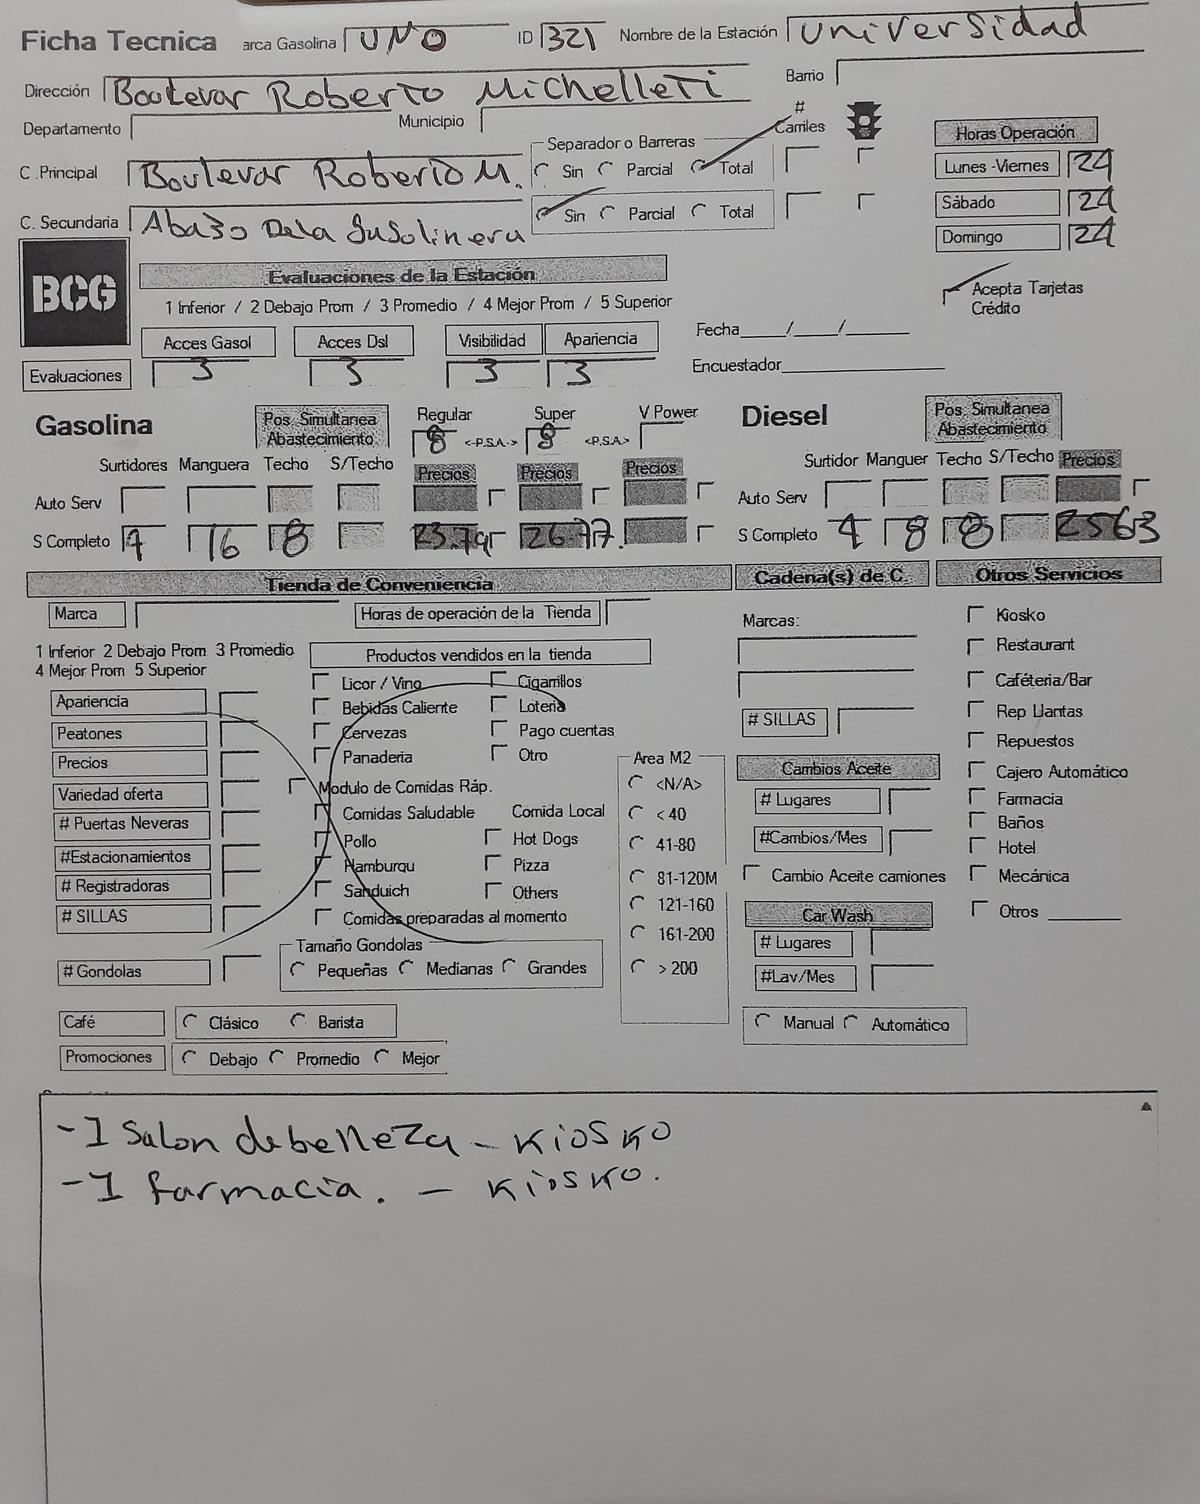 Ficha Tecnica arca Gasolina UNO ID 321 Nombre de la Estación Universidad
Dirección Boulevar Roberto Michelleti Barrio
Departamento Municipio # Carriles
Separador o Barreras Horas Operación
C .Principal Boulevar Roberto M. Sin Parcial Total Lunes -Viernes 24
C. Secundaria Abajo De la Gasolinera Sin Parcial Total Sábado 24
Domingo 24
BCG Evaluaciones de la Estación
1 Inferior / 2 Debajo Prom / 3 Promedio / 4 Mejor Prom / 5 Superior
Acepta Tarjetas Crédito
Acces Gasol Acces Dsl Visibilidad Apariencia Fecha____/____/______
Evaluaciones 3 3 3 3 Encuestador
Gasolina Pos. Simultanea Abastecimiento Regular 8 <-P.S.A.-> Super 8 <P.S.A.> V Power
Diesel Pos. Simultanea Abastecimiento
Surtidores Manguera Techo S/Techo Precios Precios Precios Surtidor Manguer Techo S/Techo Precios
Auto Serv Auto Serv
S Completo 4 16 8 23.79 26.77. S Completo 4 8 8 2563
Tienda de Conveniencia Cadena(s) de C. Otros Servicios
Marca Horas de operación de la Tienda
1 Inferior 2 Debajo Prom 3 Promedio
4 Mejor Prom 5 Superior
Productos vendidos en la tienda
Apariencia
Peatones
Precios
Variedad oferta
# Puertas Neveras
#Estacionamientos
# Registradoras
# SILLAS
# Gondolas
Licor / Vino Cigarrillos
Bebidas Caliente Loteria
Cervezas Pago cuentas
Panaderia Otro
Modulo de Comidas Ráp.
Comidas Saludable Comida Local
Pollo Hot Dogs
Hamburqu Pizza
Sanduich Others
Comidas preparadas al momento
Tamaño Gondolas
Pequeñas Medianas Grandes
Area M2
<N/A>
< 40
41-80
81-120M
121-160
161-200
> 200
Marcas:
# SILLAS
Cambios Aceite
# Lugares
#Cambios/Mes
Cambio Aceite camiones
Car Wash
# Lugares
#Lav/Mes
Manual Automático
Kiosko
Restaurant
Caféteria/Bar
Rep Llantas
Repuestos
Cajero Automático
Farmacia
Baños
Hotel
Mecánica
Otros
Café Clásico Barista
Promociones Debajo Promedio Mejor
- 1 Salon de belleza - KiosKo
- 1 farmacia. - KiosKo.